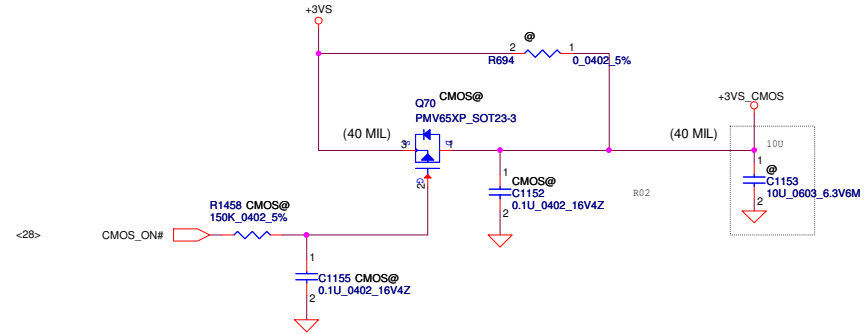 +3VS
@
2
1
R694
0_0402_5%
Q70 CMOS@
PMV65XP_SOT23-3
+3VS_CMOS
(40 MIL)
3
S
D
1
(40 MIL)
10U
G
2
1
CMOS@
C1152
0.1U_0402_16V4Z
2
R02
1
@
C1153
10U_0603_6.3V6M
2
R1458 CMOS@
150K_0402_5%
<28>
CMOS_ON#
1
C1155 CMOS@
0.1U_0402_16V4Z
2